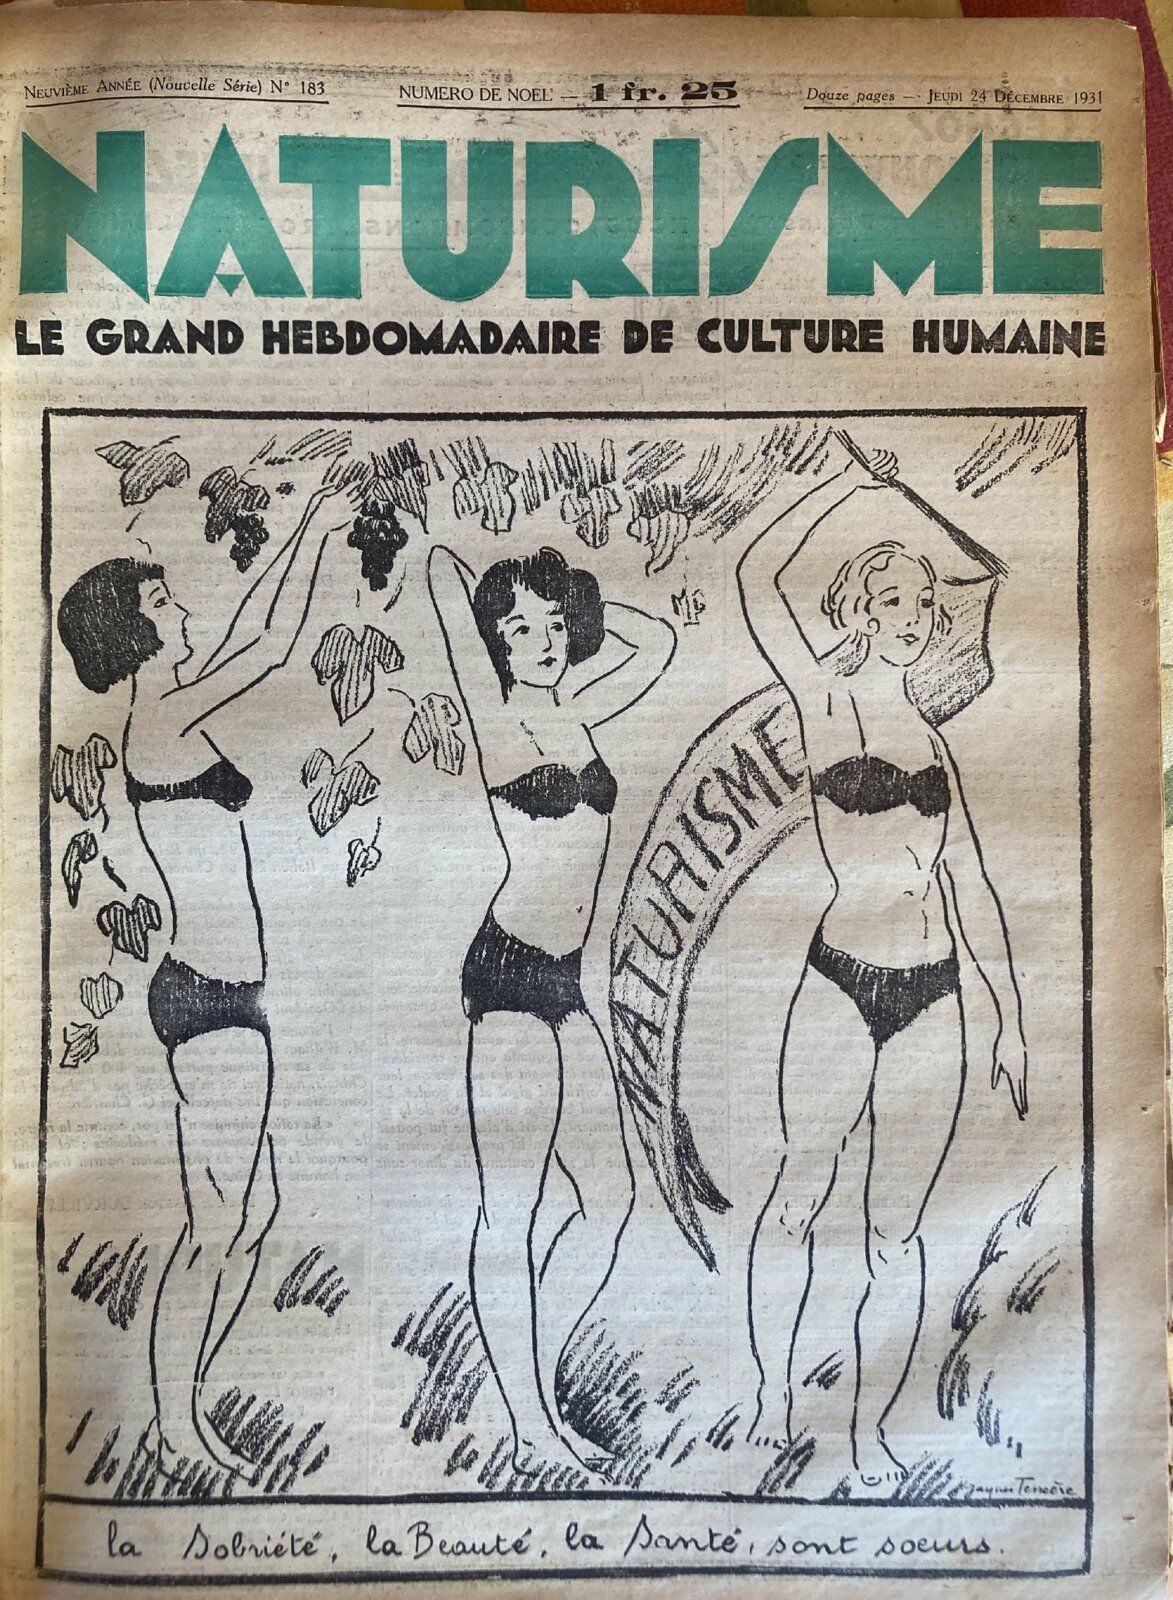 NEUVIÈME ANNÉE (Nouvelle Série) N° 183
NUMERO DE NOEL — 1 fr. 25
Douze pages — JEUDI 24 DÉCEMBRE 1931
NATURISME
LE GRAND HEBDOMADAIRE DE CULTURE HUMAINE
NATURISME
la Sobriété, la Beauté, la Santé, sont soeurs.